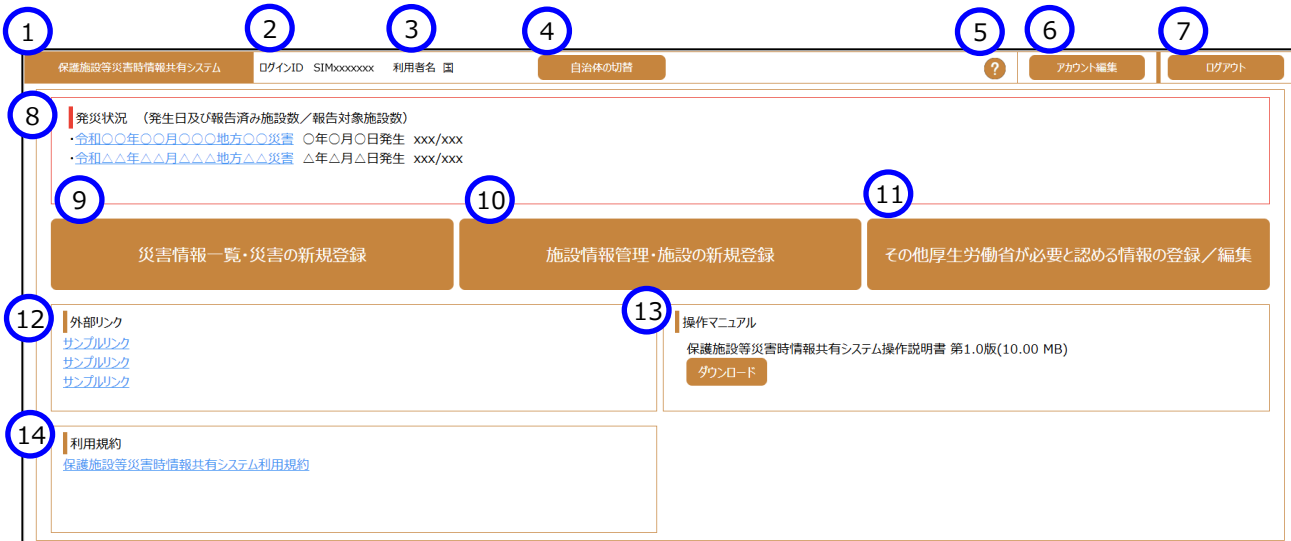 1 2 3 4 5 6 7
保護施設等災害時情報共有システム ログインID SIMxxxxxxx 利用者名 国 自治体の切替 ? アカウント編集 ログアウト
8
発災状況 （発生日及び報告済み施設数／報告対象施設数）
・令和〇〇年〇〇月〇〇〇地方〇〇災害 〇年〇月〇日発生 xxx/xxx
・令和△△年△△月△△△地方△△災害 △年△月△日発生 xxx/xxx
9 10 11
災害情報一覧・災害の新規登録 施設情報管理・施設の新規登録 その他厚生労働省が必要と認める情報の登録／編集
12
外部リンク
サンプルリンク
サンプルリンク
サンプルリンク
13
操作マニュアル
保護施設等災害時情報共有システム操作説明書 第1.0版(10.00 MB)
ダウンロード
14
利用規約
保護施設等災害時情報共有システム利用規約